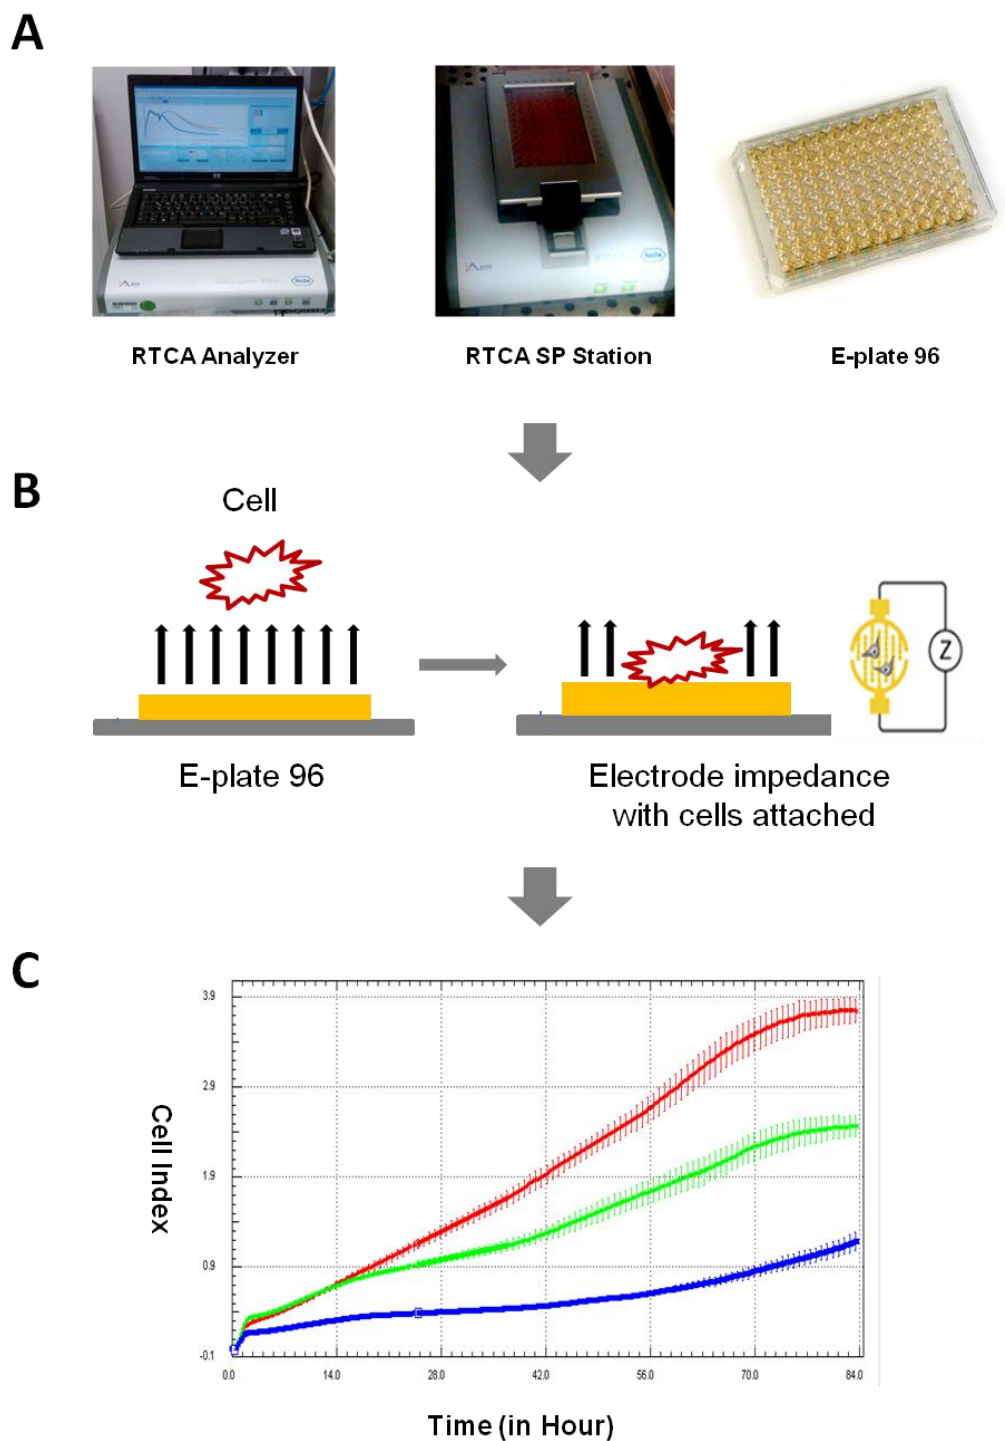 A
hp
Roche
RTCA Analyzer
RTCA SP Station
E-plate 96
B
Cell
Z
E-plate 96
Electrode impedance
with cells attached
C
3.9
2.9
1.9
0.9
-0.1
Cell Index
0.0 14.0 28.0 42.0 56.0 70.0 84.0
Time (in Hour)